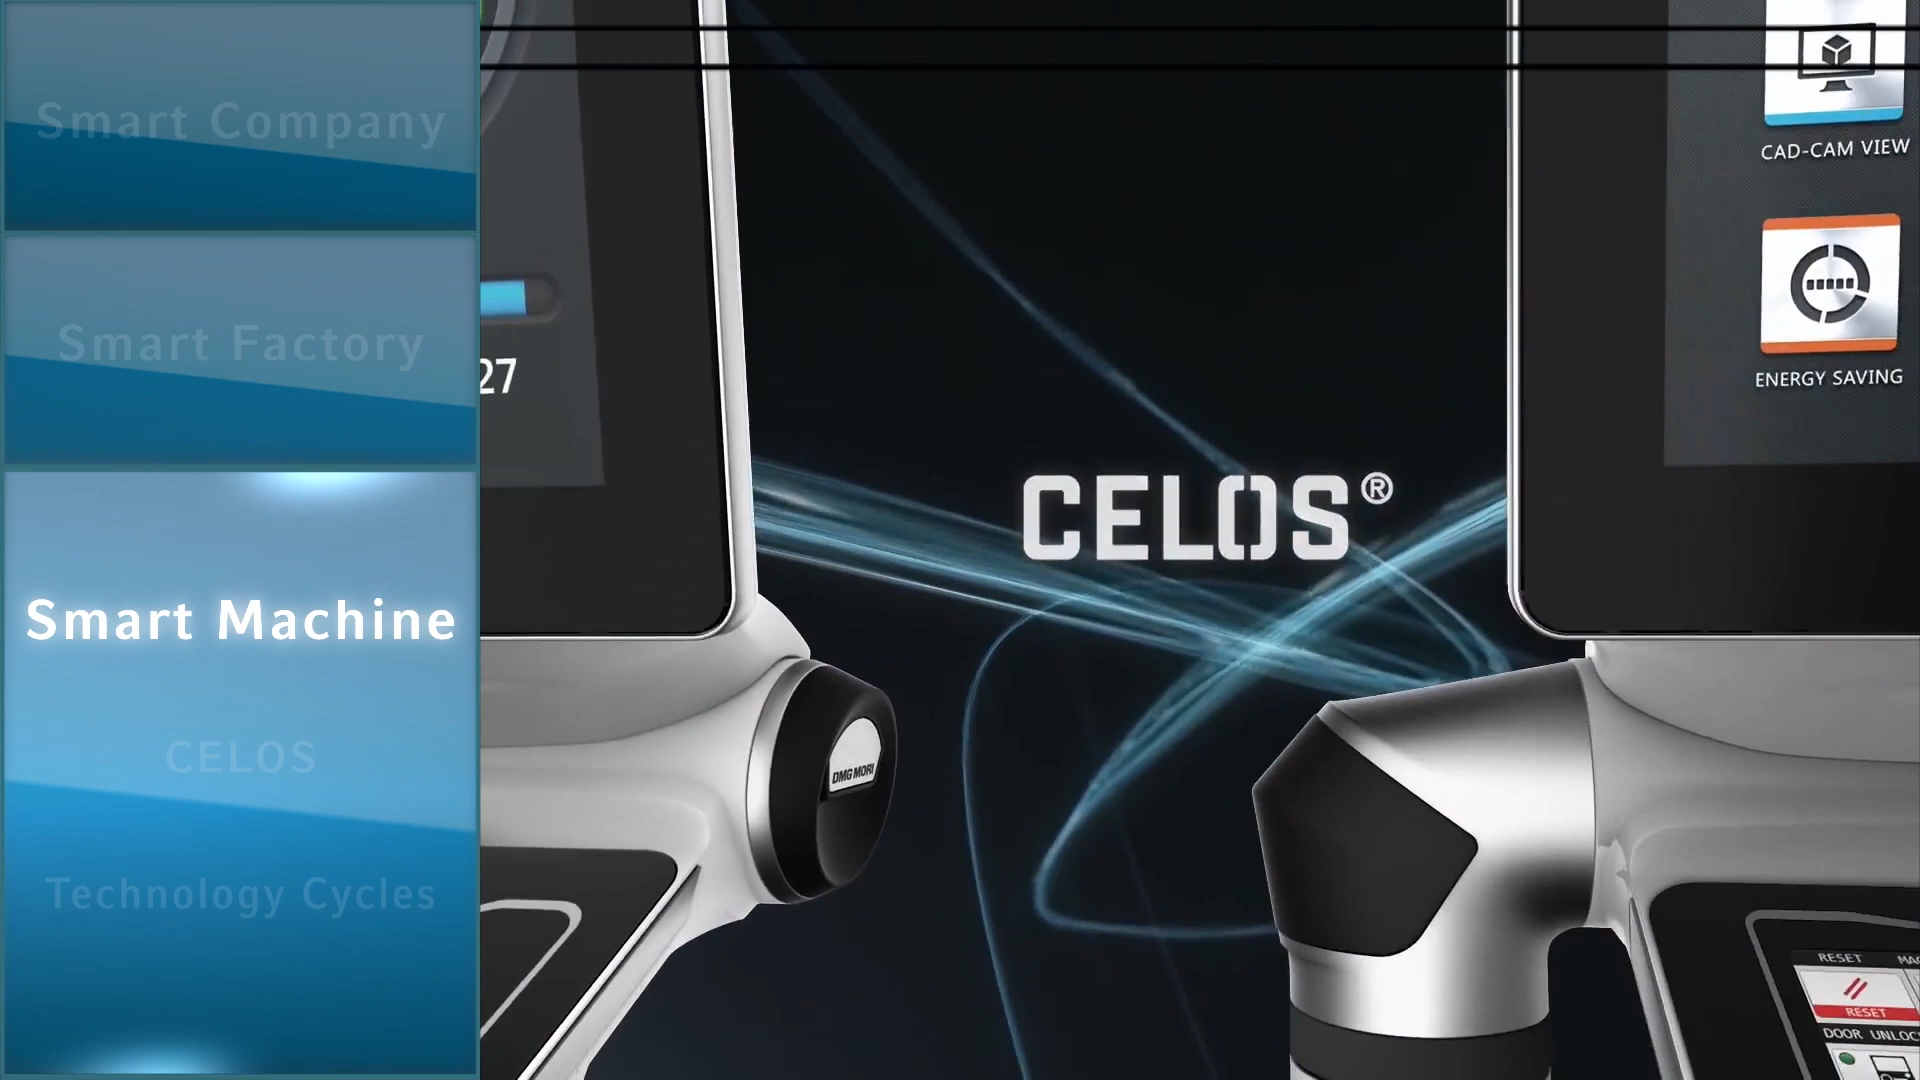 Smart Company
Smart Factory
Smart Machine
CELOS
Technology Cycles
27
CELOS®
DMG MORI
CAD-CAM VIEW
ENERGY SAVING
RESET
RESET
DOOR